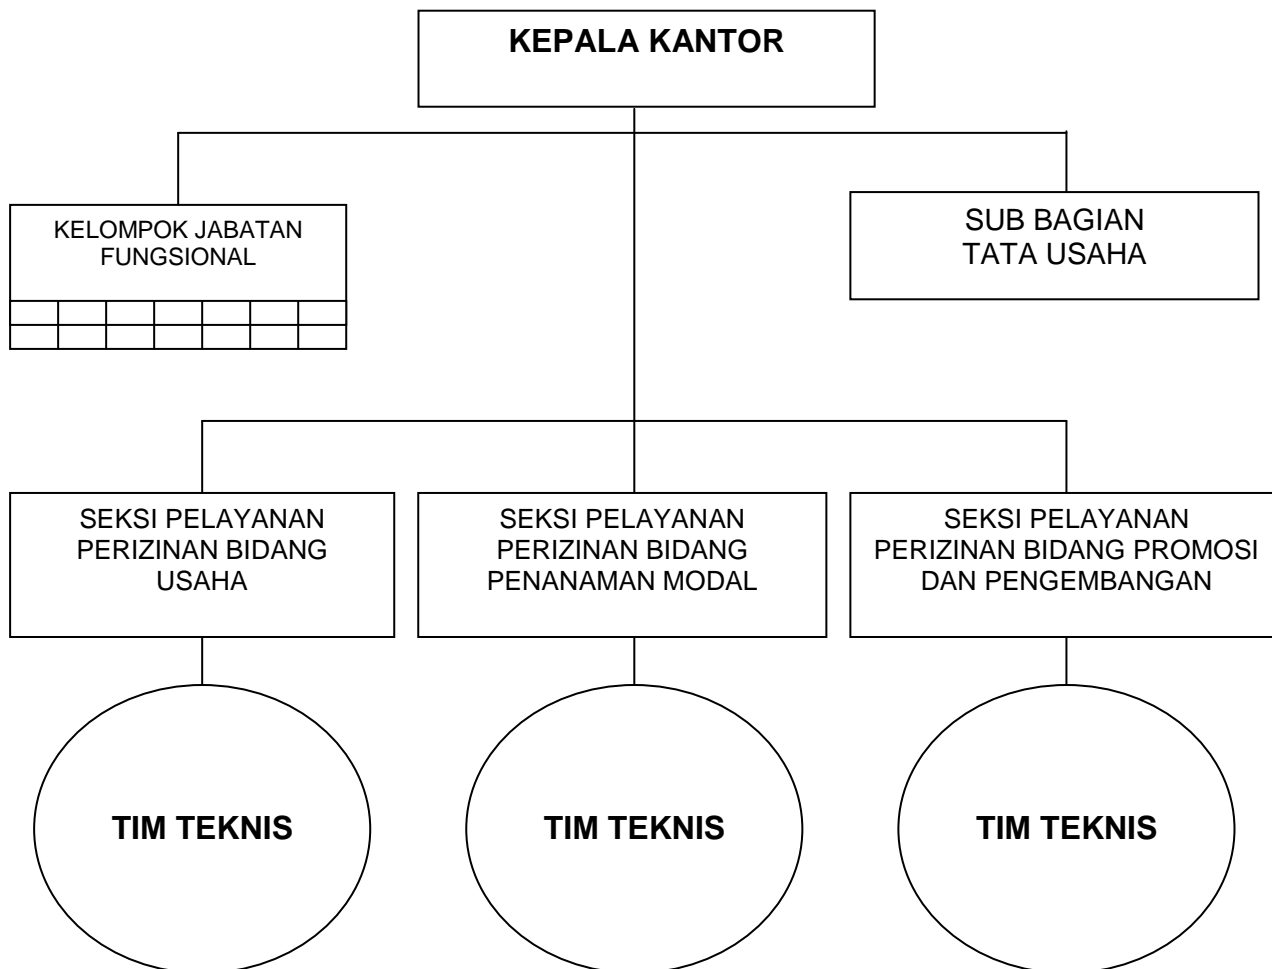 KEPALA KANTOR
KELOMPOK JABATAN
FUNGSIONAL
SUB BAGIAN
TATA USAHA
SEKSI PELAYANAN
PERIZINAN BIDANG
USAHA
SEKSI PELAYANAN
PERIZINAN BIDANG
PENANAMAN MODAL
SEKSI PELAYANAN
PERIZINAN BIDANG PROMOSI
DAN PENGEMBANGAN
TIM TEKNIS
TIM TEKNIS
TIM TEKNIS